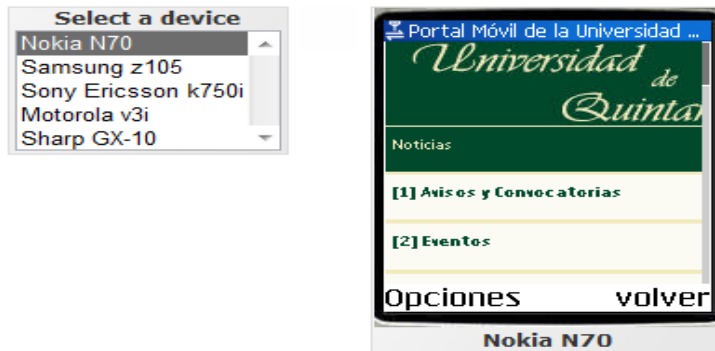 Select a device
Nokia N70
Samsung z105
Sony Ericsson k750i
Motorola v3i
Sharp GX-10
Portal Móvil de la Universidad ...
Universidad
de
Quintar
Noticias
[1] Avisos y Convocatorias
[2] Eventos
Opciones volver
Nokia N70